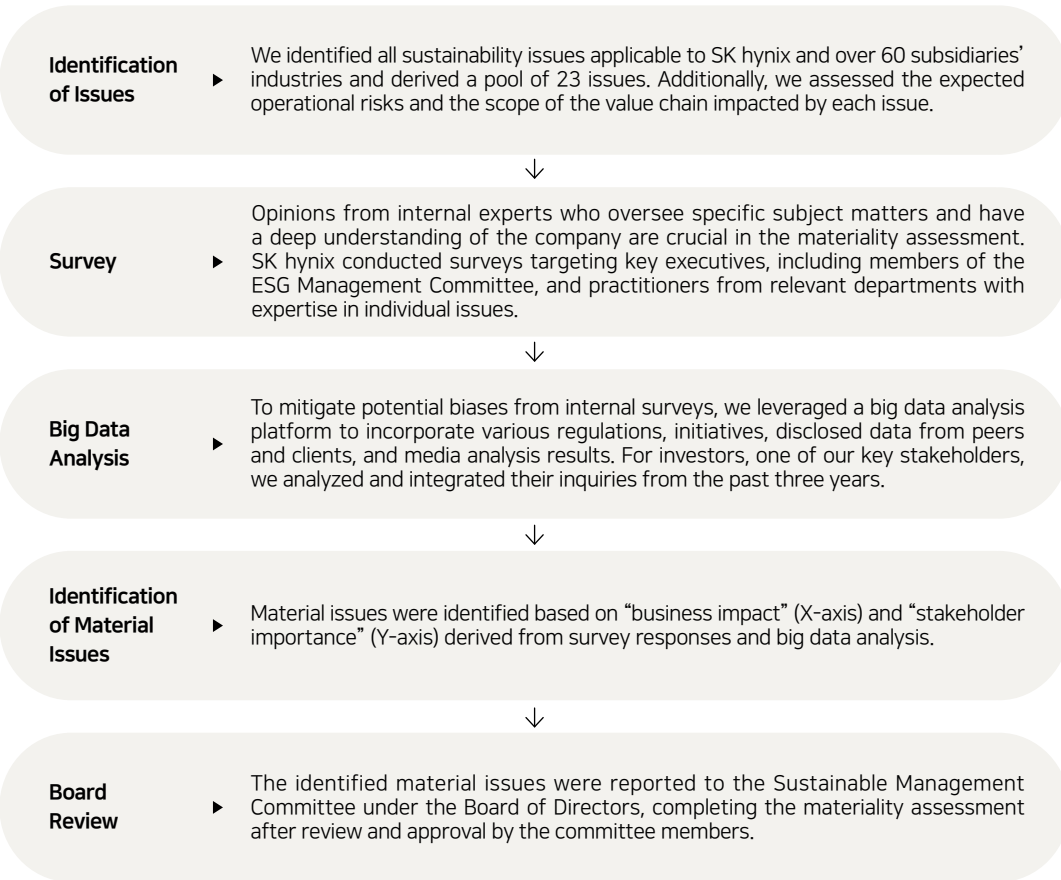 Identification
of Issues
We identified all sustainability issues applicable to SK hynix and over 60 subsidiaries’
industries and derived a pool of 23 issues. Additionally, we assessed the expected
operational risks and the scope of the value chain impacted by each issue.
Survey
Opinions from internal experts who oversee specific subject matters and have
a deep understanding of the company are crucial in the materiality assessment.
SK hynix conducted surveys targeting key executives, including members of the
ESG Management Committee, and practitioners from relevant departments with
expertise in individual issues.
Big Data
Analysis
To mitigate potential biases from internal surveys, we leveraged a big data analysis
platform to incorporate various regulations, initiatives, disclosed data from peers
and clients, and media analysis results. For investors, one of our key stakeholders,
we analyzed and integrated their inquiries from the past three years.
Identification
of Material
Issues
Material issues were identified based on “business impact” (X-axis) and “stakeholder
importance” (Y-axis) derived from survey responses and big data analysis.
Board
Review
The identified material issues were reported to the Sustainable Management
Committee under the Board of Directors, completing the materiality assessment
after review and approval by the committee members.